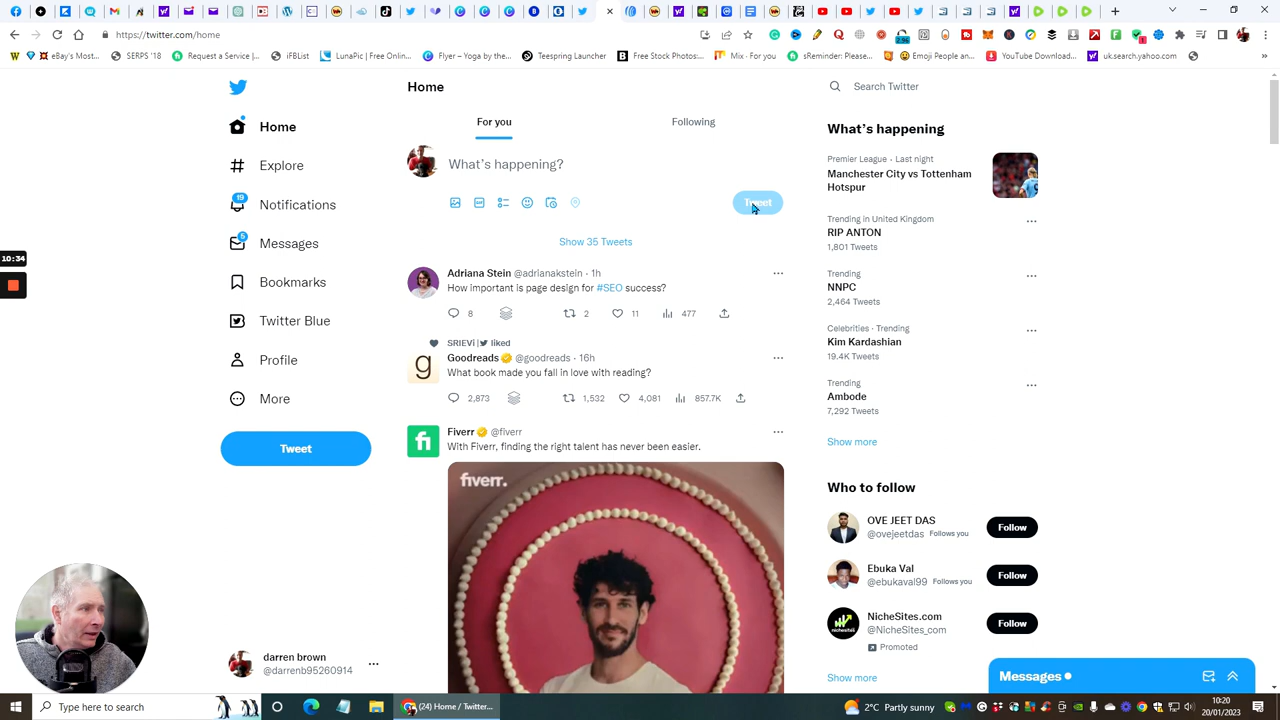 https://twitter.com/home
eBay's Most...
SERPS '18
Request a Service |...
iFBList
LunaPic | Free Onlin...
Flyer – Yoga by the...
Teespring Launcher
Free Stock Photos:...
Mix · For you
sReminder: Please...
Emoji People an...
YouTube Download...
uk.search.yahoo.com
Home
Search Twitter
Home
For you
Following
Explore
What's happening?
19
Notifications
Tweet
5
Messages
Show 35 Tweets
Bookmarks
Adriana Stein @adrianakstein · 1h
How important is page design for #SEO success?
8 2 11 477
Twitter Blue
Profile
More
Tweet
SRIEVi | liked
Goodreads @goodreads · 16h
What book made you fall in love with reading?
2,873 1,532 4,081 857.7K
Fiverr @fiverr
With Fiverr, finding the right talent has never been easier.
fiverr.
What's happening
Premier League · Last night
Manchester City vs Tottenham
Hotspur
Trending in United Kingdom
RIP ANTON
1,801 Tweets
Trending
NNPC
2,464 Tweets
Celebrities · Trending
Kim Kardashian
19.4K Tweets
Trending
Ambode
7,292 Tweets
Show more
Who to follow
OVE JEET DAS
@ovejeetdas Follows you
Follow
Ebuka Val
@ebukaval99 Follows you
Follow
NicheSites.com
@NicheSites_com
Promoted
Follow
Show more
Messages
10:34
darren brown
@darrenb95260914
Type here to search
(24) Home / Twitter...
2°C Partly sunny
10:20
20/01/2023